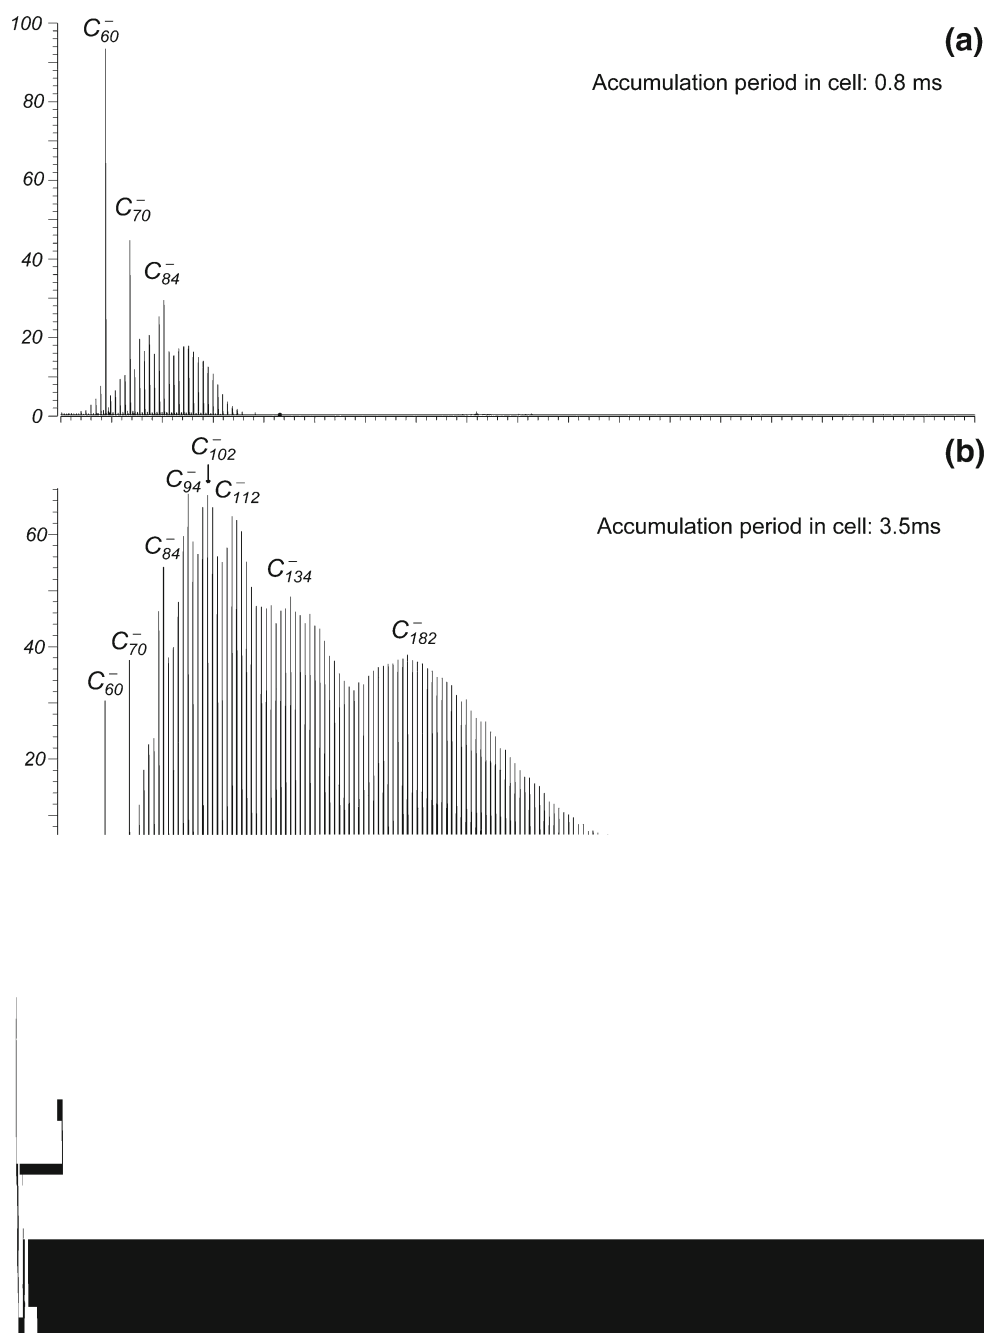 100
C₆₀⁻
(a)
Accumulation period in cell: 0.8 ms
80
60
C₇₀⁻
40
C₈₄⁻
20
0
C₁₀₂⁻
(b)
C₉₄⁻
C₁₁₂⁻
Accumulation period in cell: 3.5ms
60
C₈₄⁻
C₁₃₄⁻
C₇₀⁻
40
C₁₈₂⁻
C₆₀⁻
20